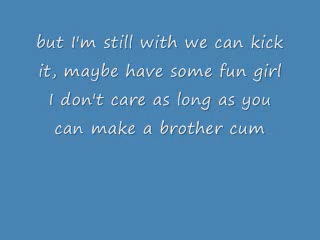 but I'm still with we can kick
it, maybe have some fun girl
I don't care as long as you
can make a brother cum